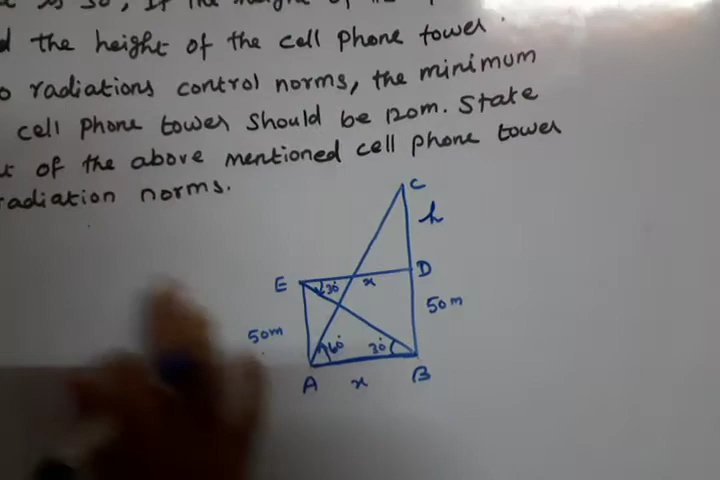 the height of the cell phone tower.
radiations control norms, the minimum
cell phone tower should be 120m. State
of the above mentioned cell phone tower
radiation norms.
C
h
E 30° x D
50m 50m
60° 30°
A x B